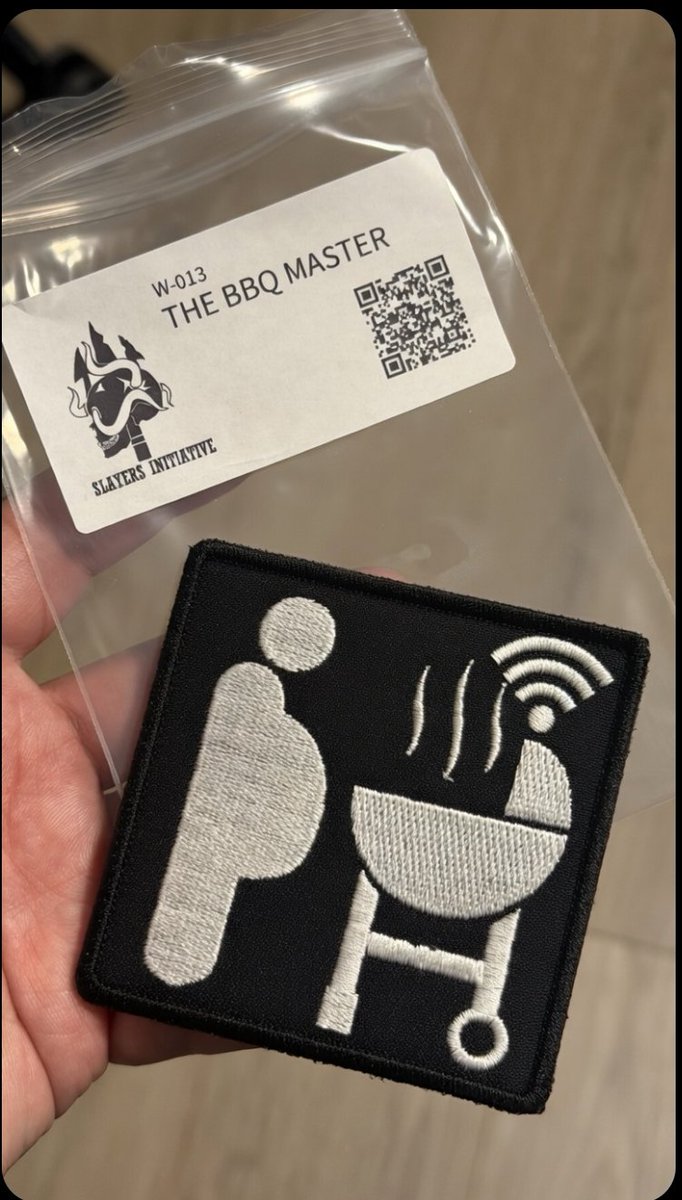 W-013
THE BBQ MASTER
SLAYERS INITIATIVE